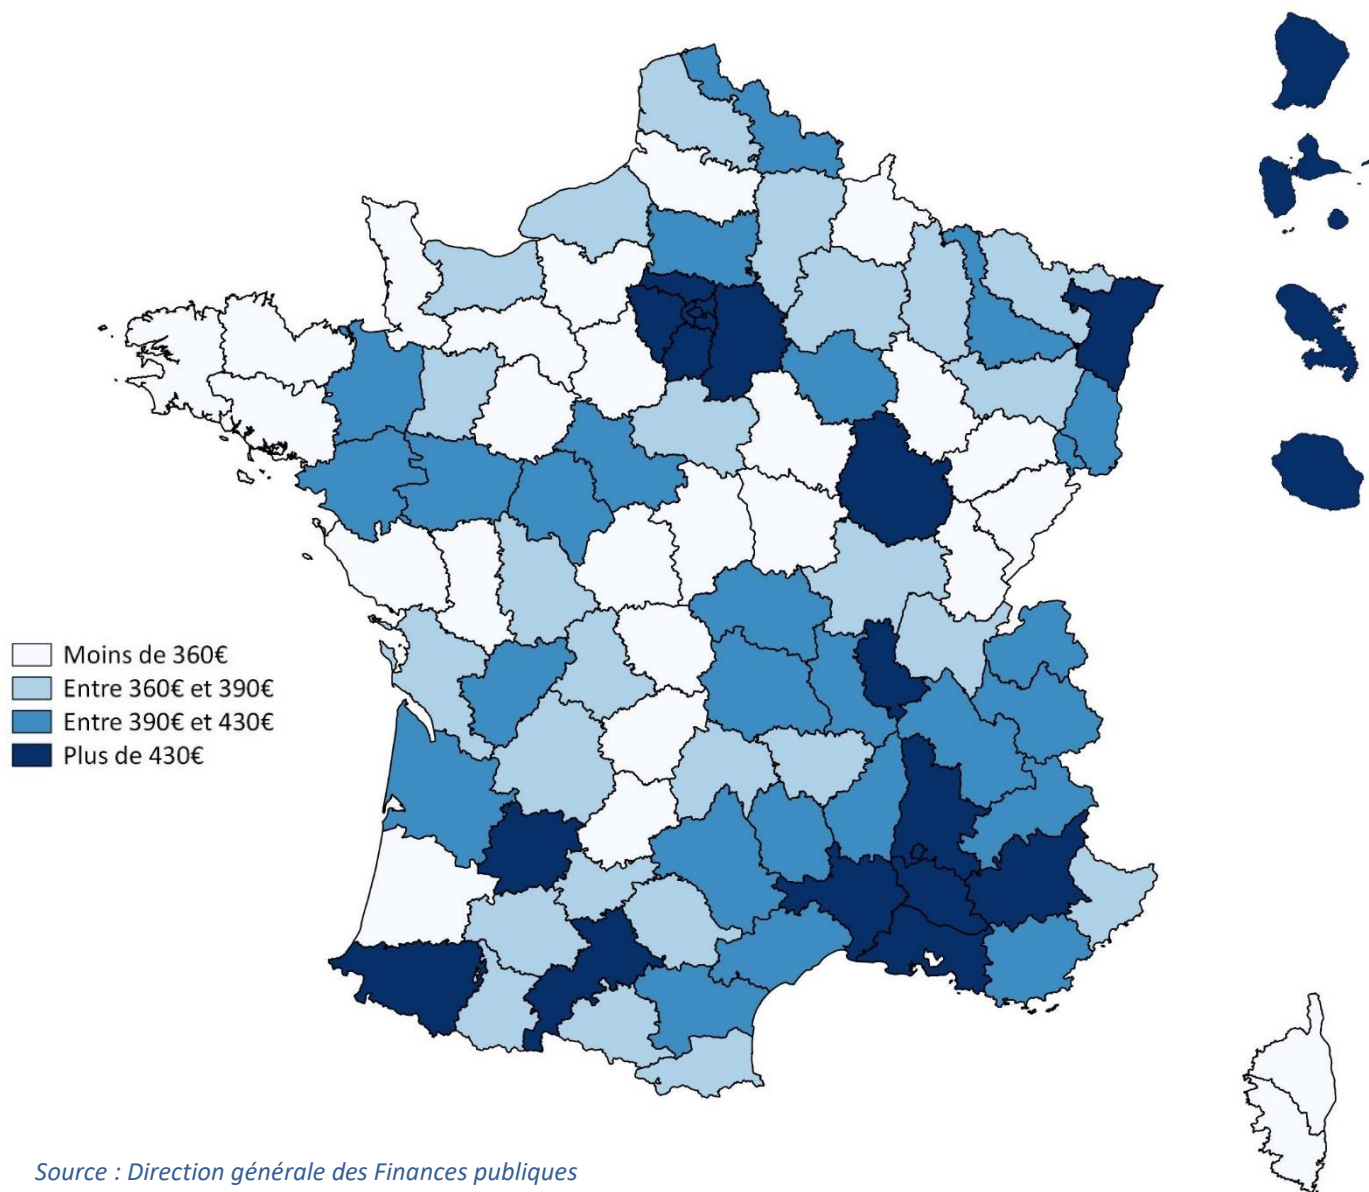 Moins de 360€
Entre 360€ et 390€
Entre 390€ et 430€
Plus de 430€
Source : Direction générale des Finances publiques